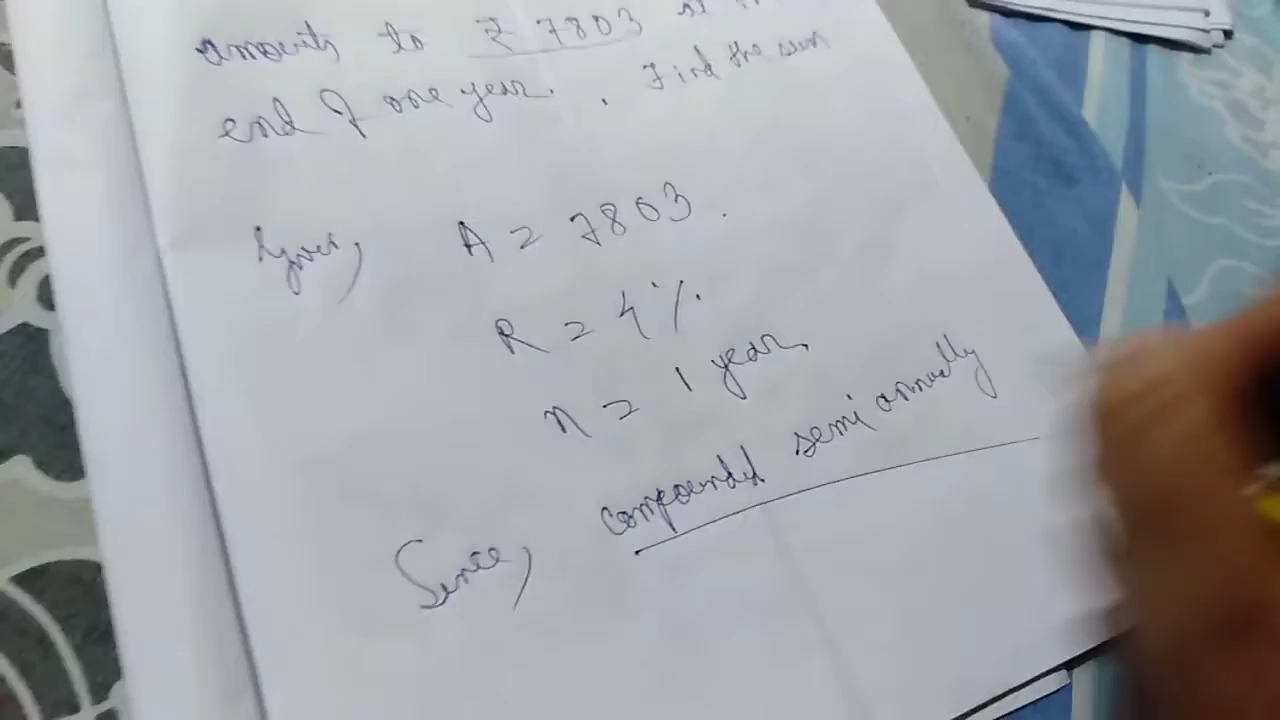 amounts to ₹ 7803 at
end of one year. . Find the sum
Given, A = 7803.
R = 4%.
n = 1 year.
Since, compounded semi annually